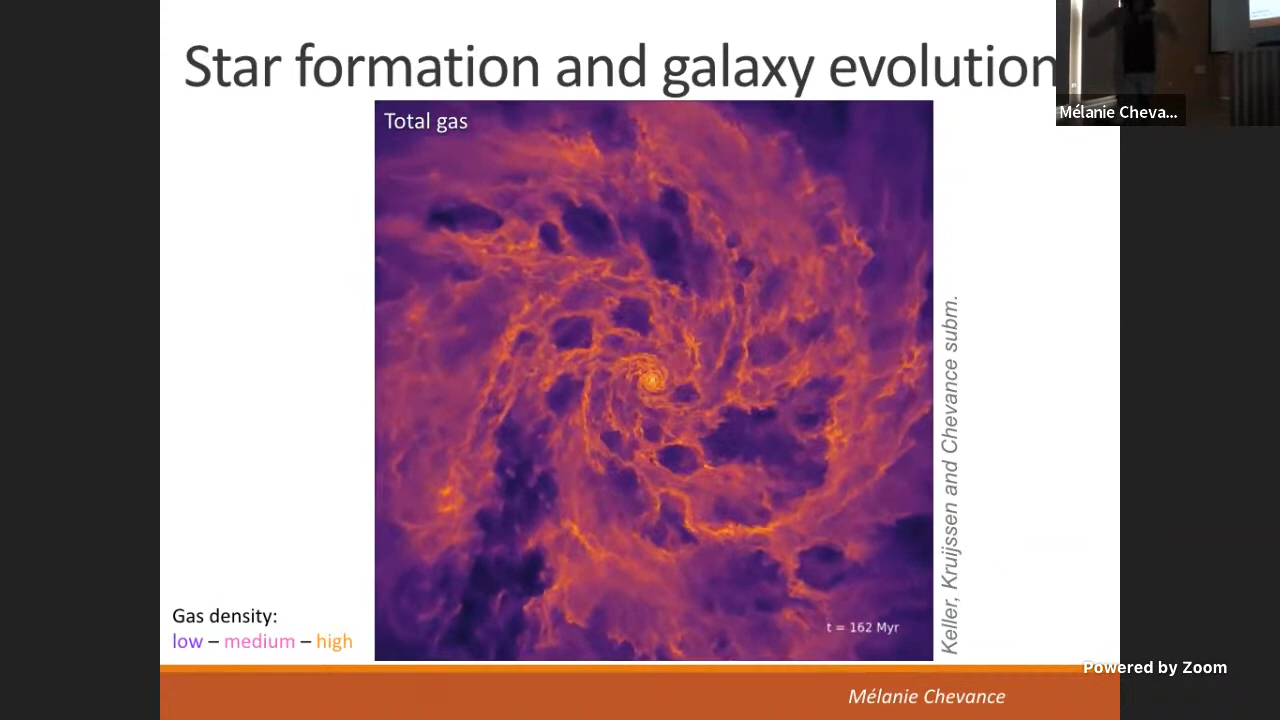 Star formation and galaxy evolution
Mélanie Cheva...
Total gas
Keller, Kruijssen and Chevance subm.
t = 162 Myr
Gas density:
low – medium – high
Powered by Zoom
Mélanie Chevance